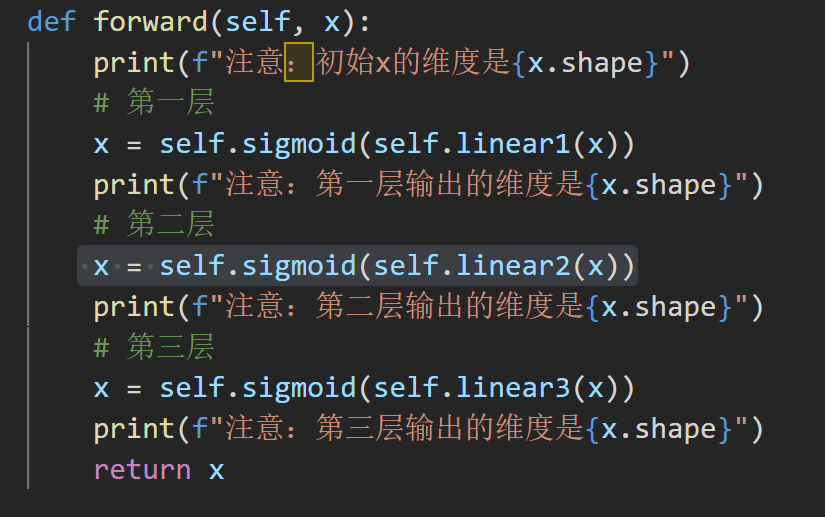 def forward(self, x):
print(f"注意：初始x的维度是{x.shape}")
# 第一层
x = self.sigmoid(self.linear1(x))
print(f"注意：第一层输出的维度是{x.shape}")
# 第二层
x = self.sigmoid(self.linear2(x))
print(f"注意：第二层输出的维度是{x.shape}")
# 第三层
x = self.sigmoid(self.linear3(x))
print(f"注意：第三层输出的维度是{x.shape}")
return x